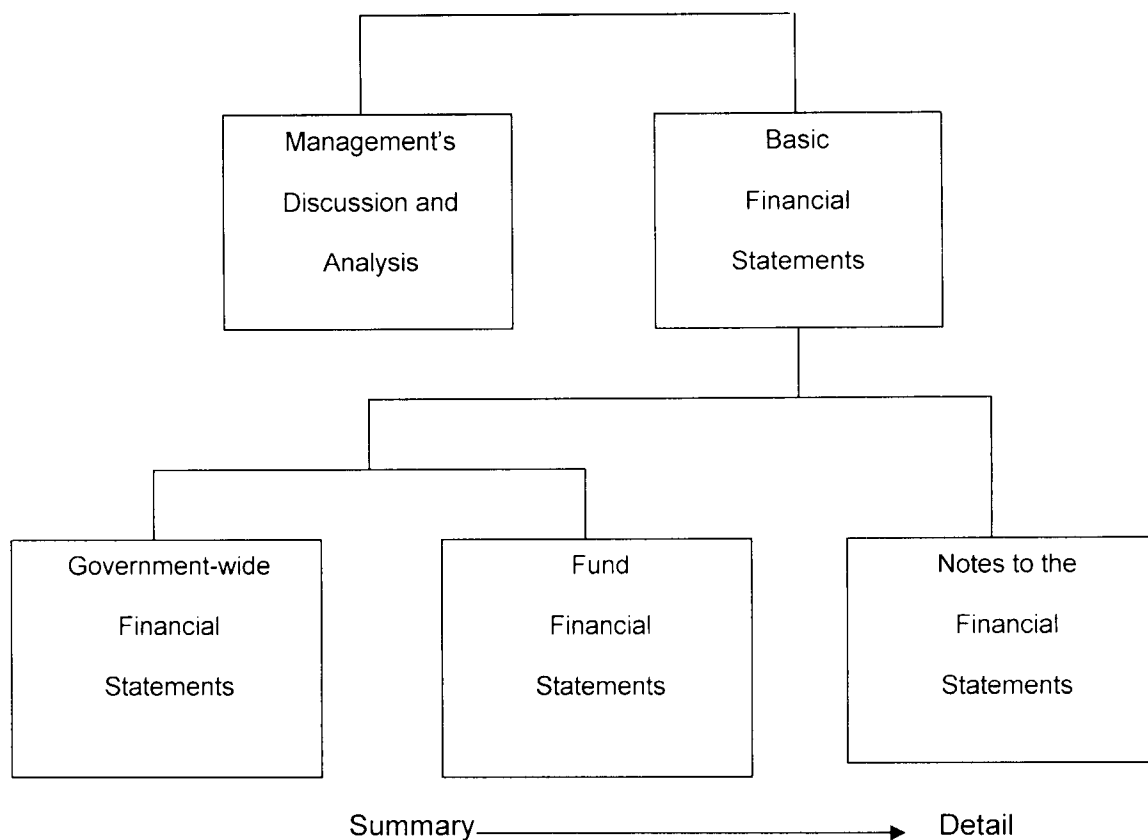 Management's
Discussion and
Analysis
Basic
Financial
Statements
Government-wide
Financial
Statements
Fund
Financial
Statements
Notes to the
Financial
Statements
Summary
Detail